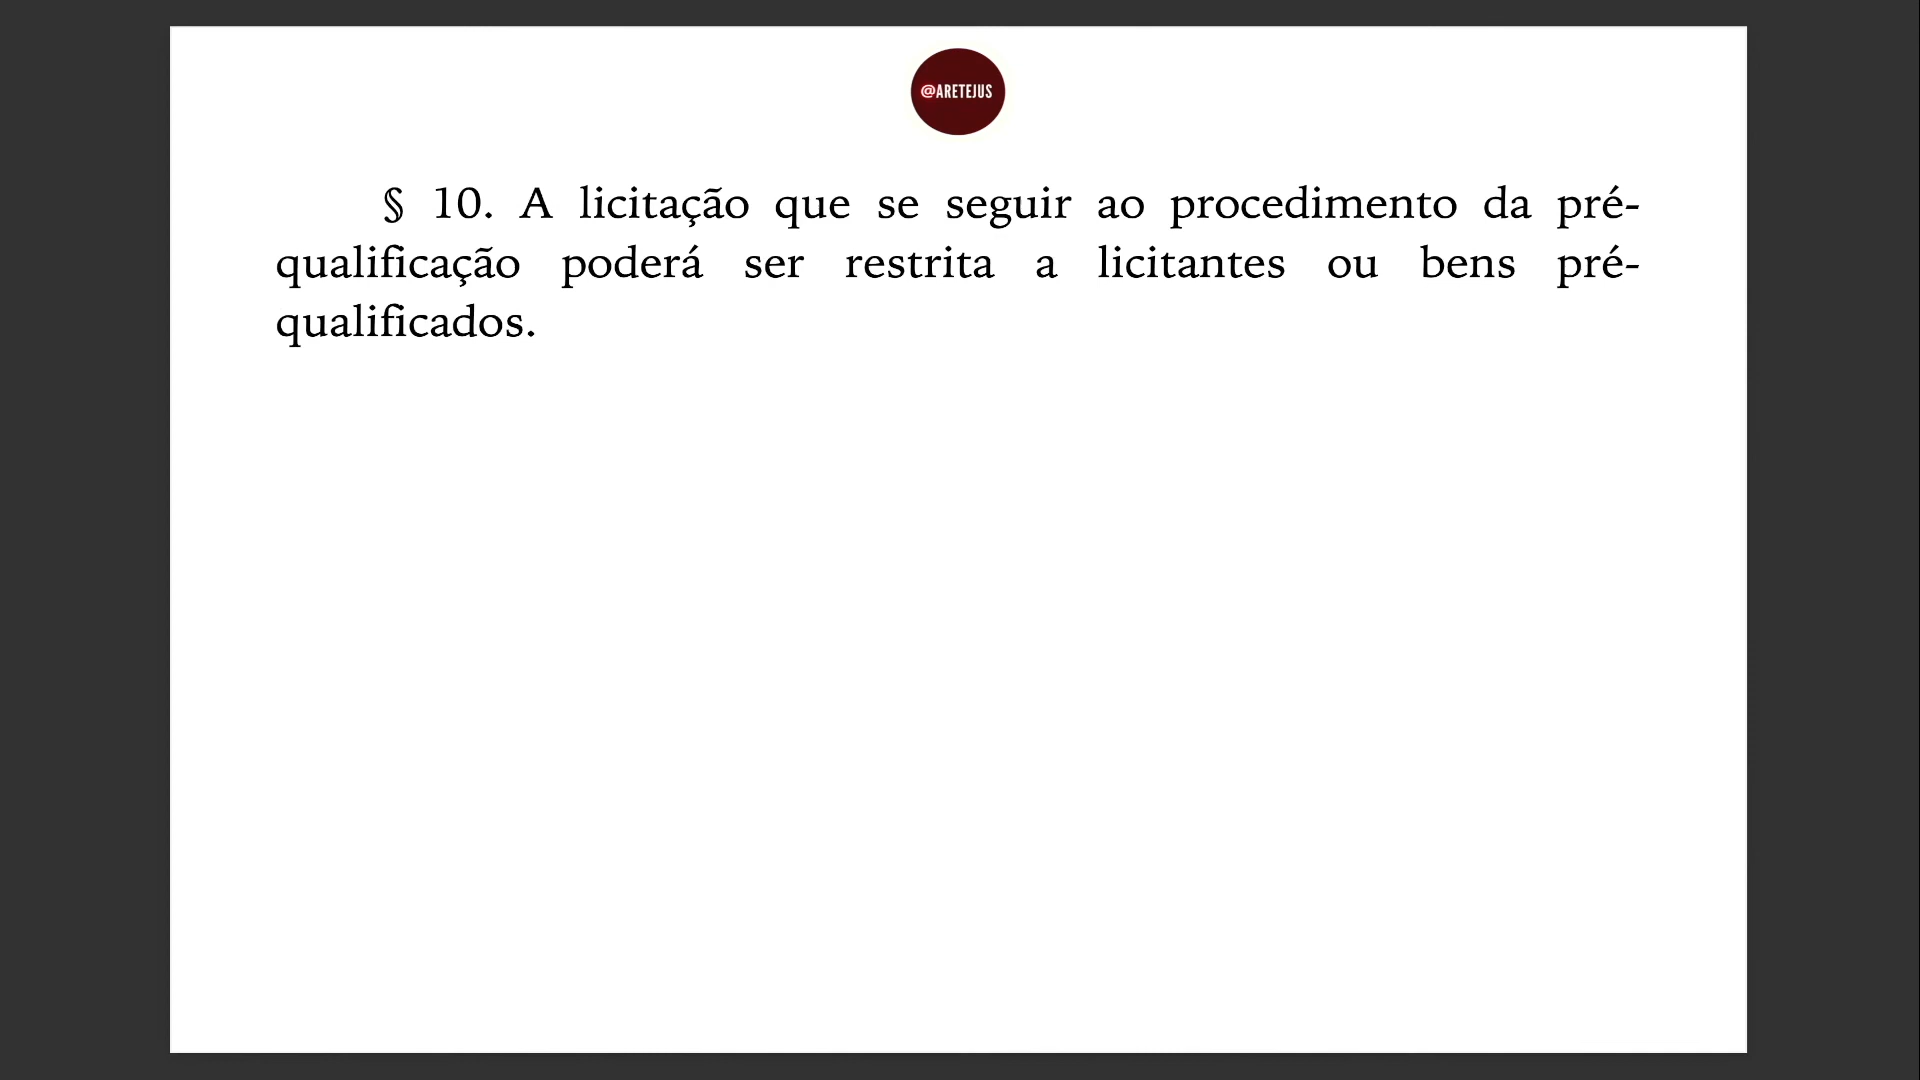 @ARETEJUS
§ 10. A licitação que se seguir ao procedimento da pré-
qualificação poderá ser restrita a licitantes ou bens pré-
qualificados.